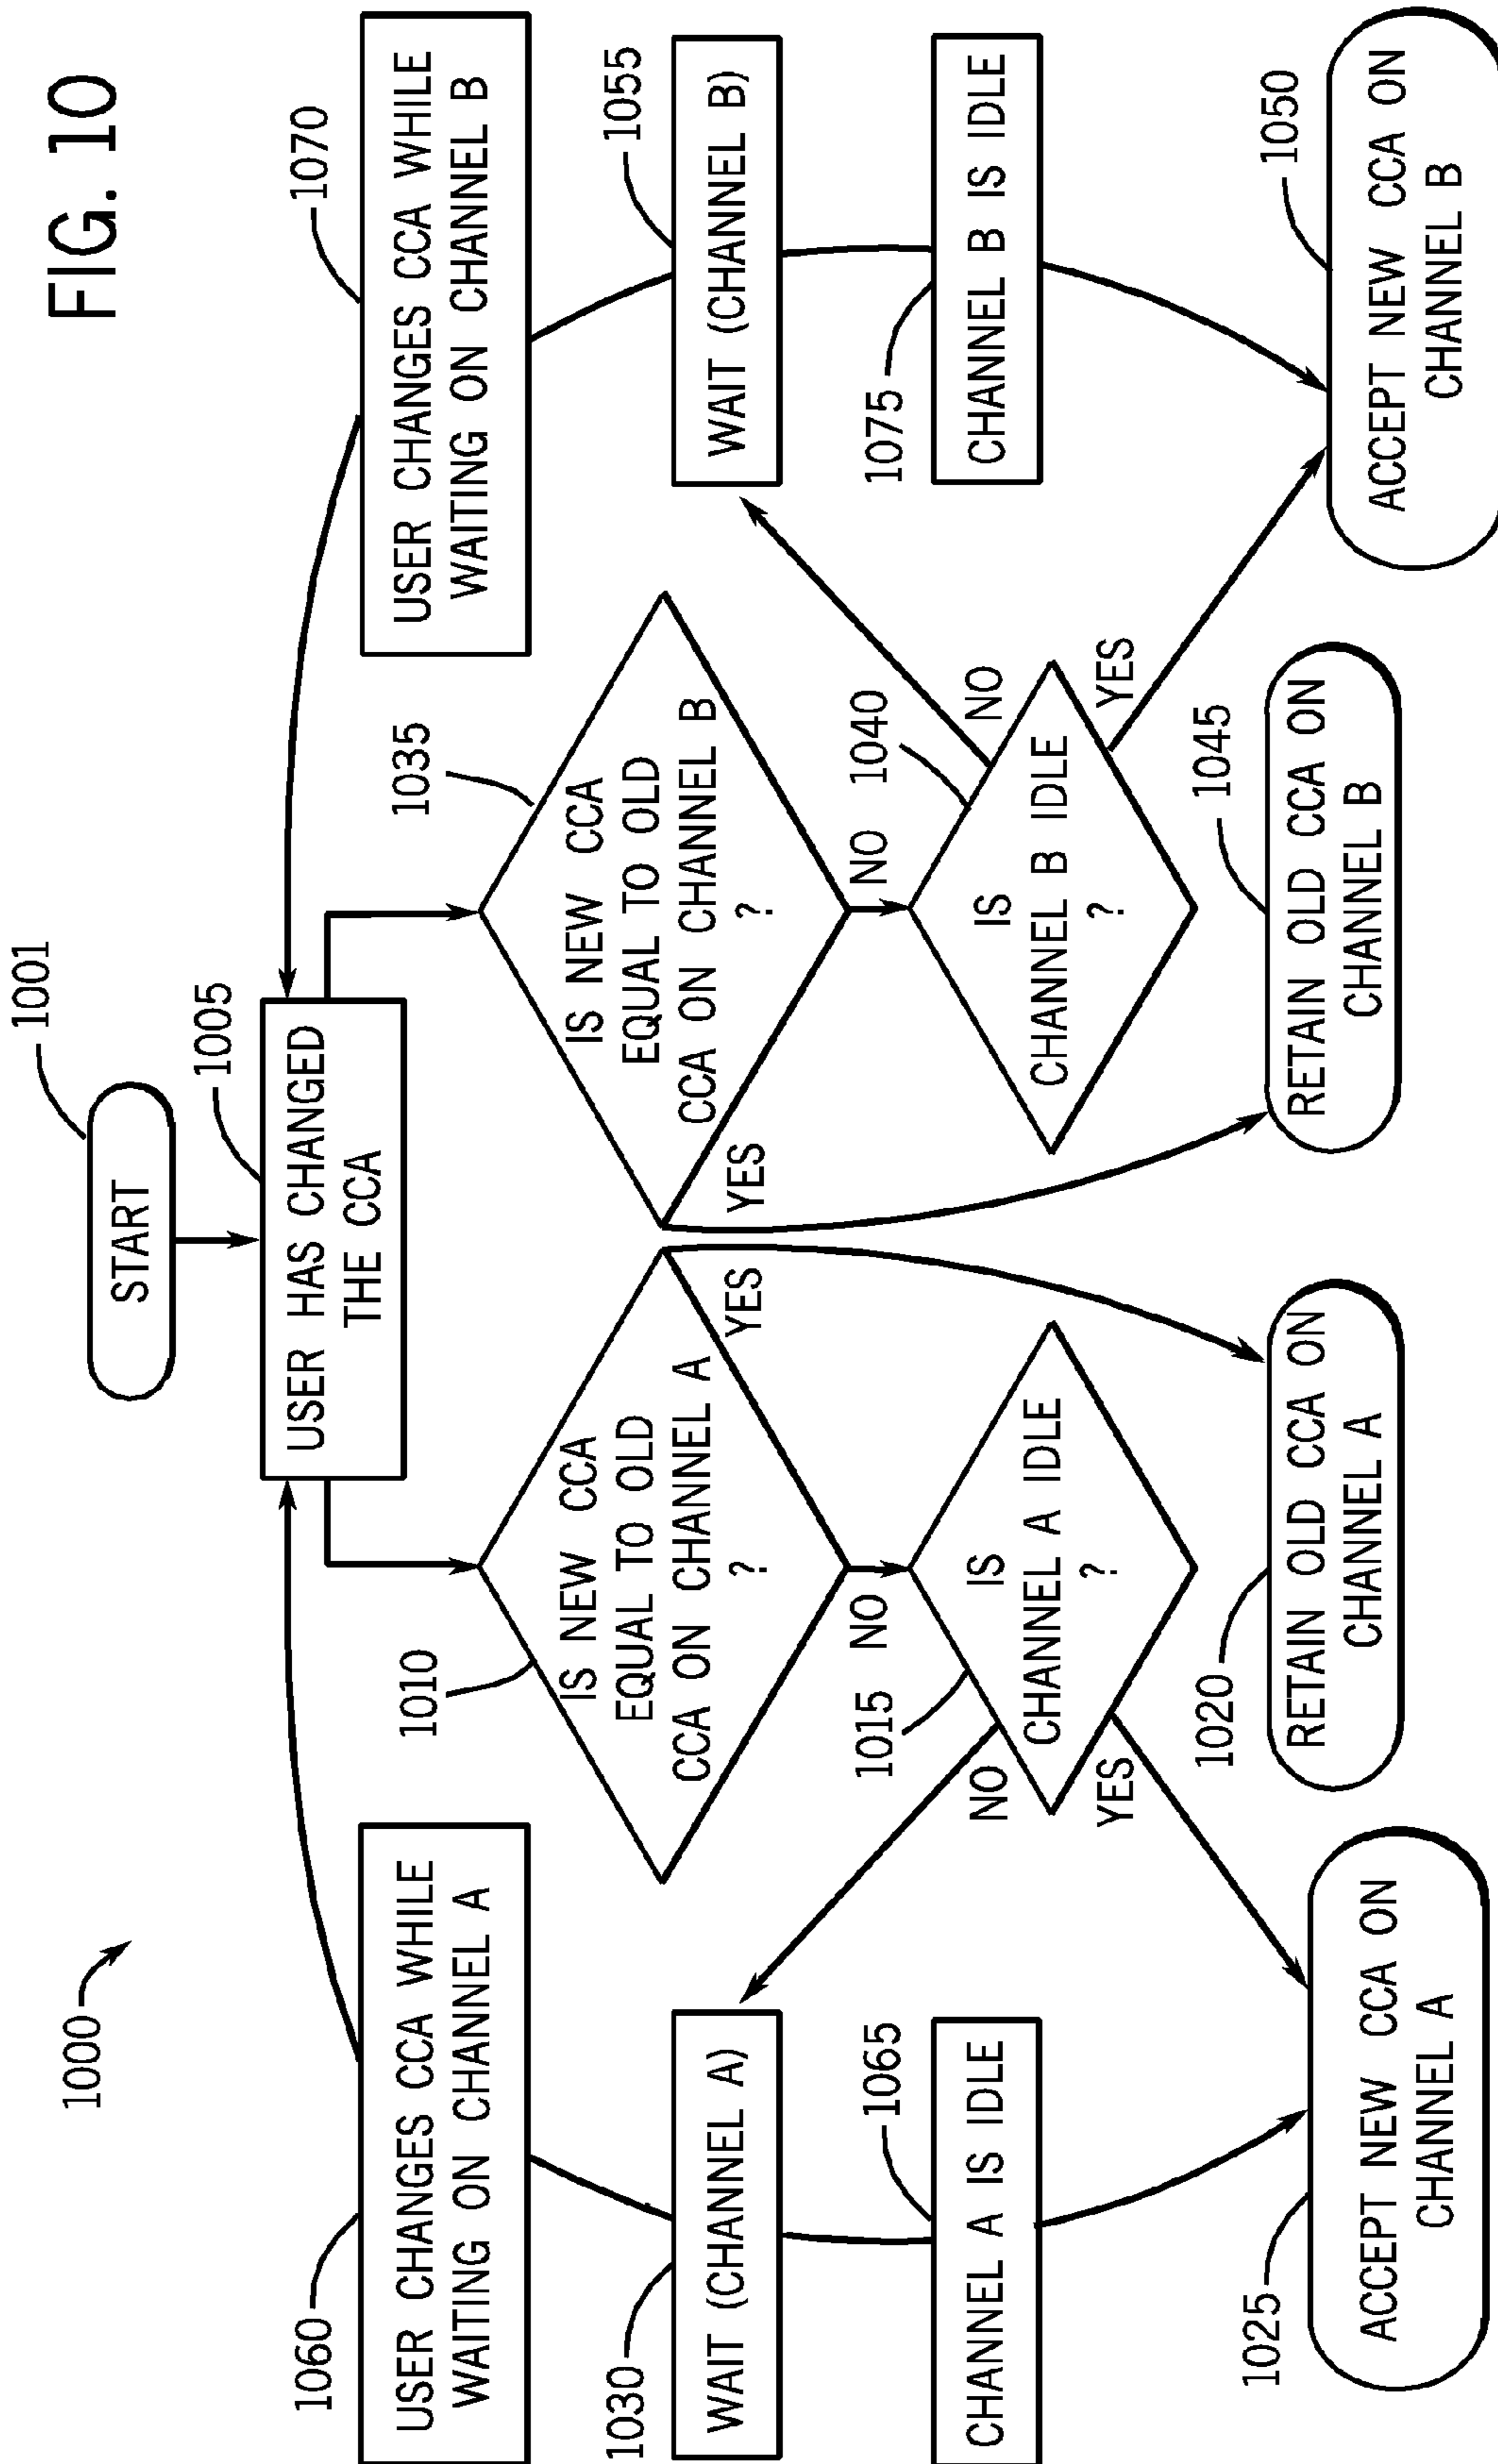 FIG. 10
1000
START
1001
USER HAS CHANGED
THE CCA
1005
1060
USER CHANGES CCA WHILE
WAITING ON CHANNEL A
USER CHANGES CCA WHILE
WAITING ON CHANNEL B
1070
1010
IS NEW CCA
EQUAL TO OLD
CCA ON CHANNEL A
?
YES
NO
IS NEW CCA
EQUAL TO OLD
CCA ON CHANNEL B
?
1035
YES
NO
1030
WAIT (CHANNEL A)
WAIT (CHANNEL B)
1055
1015
IS
CHANNEL A IDLE
?
NO
YES
IS
CHANNEL B IDLE
?
1040
NO
YES
CHANNEL A IS IDLE
1065
1075
CHANNEL B IS IDLE
1025
ACCEPT NEW CCA ON
CHANNEL A
1020
RETAIN OLD CCA ON
CHANNEL A
RETAIN OLD CCA ON
CHANNEL B
1045
ACCEPT NEW CCA ON
CHANNEL B
1050